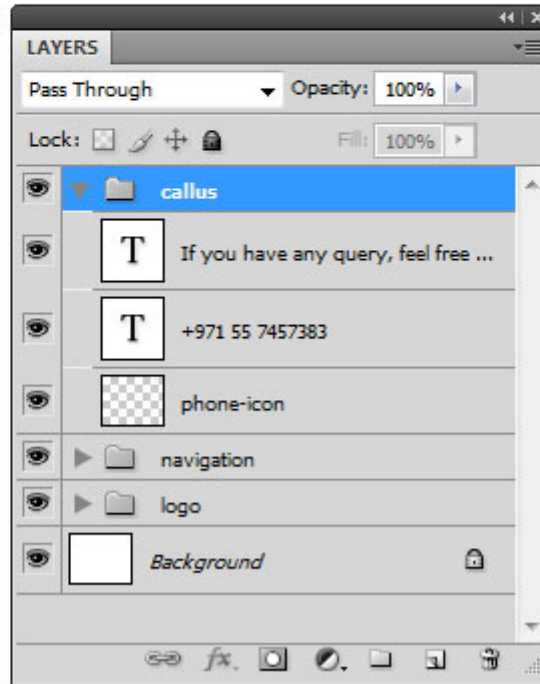 LAYERS
Pass Through Opacity: 100%
Lock: Fill: 100%
callus
T If you have any query, feel free ...
T +971 55 7457383
phone-icon
navigation
logo
Background
fx.